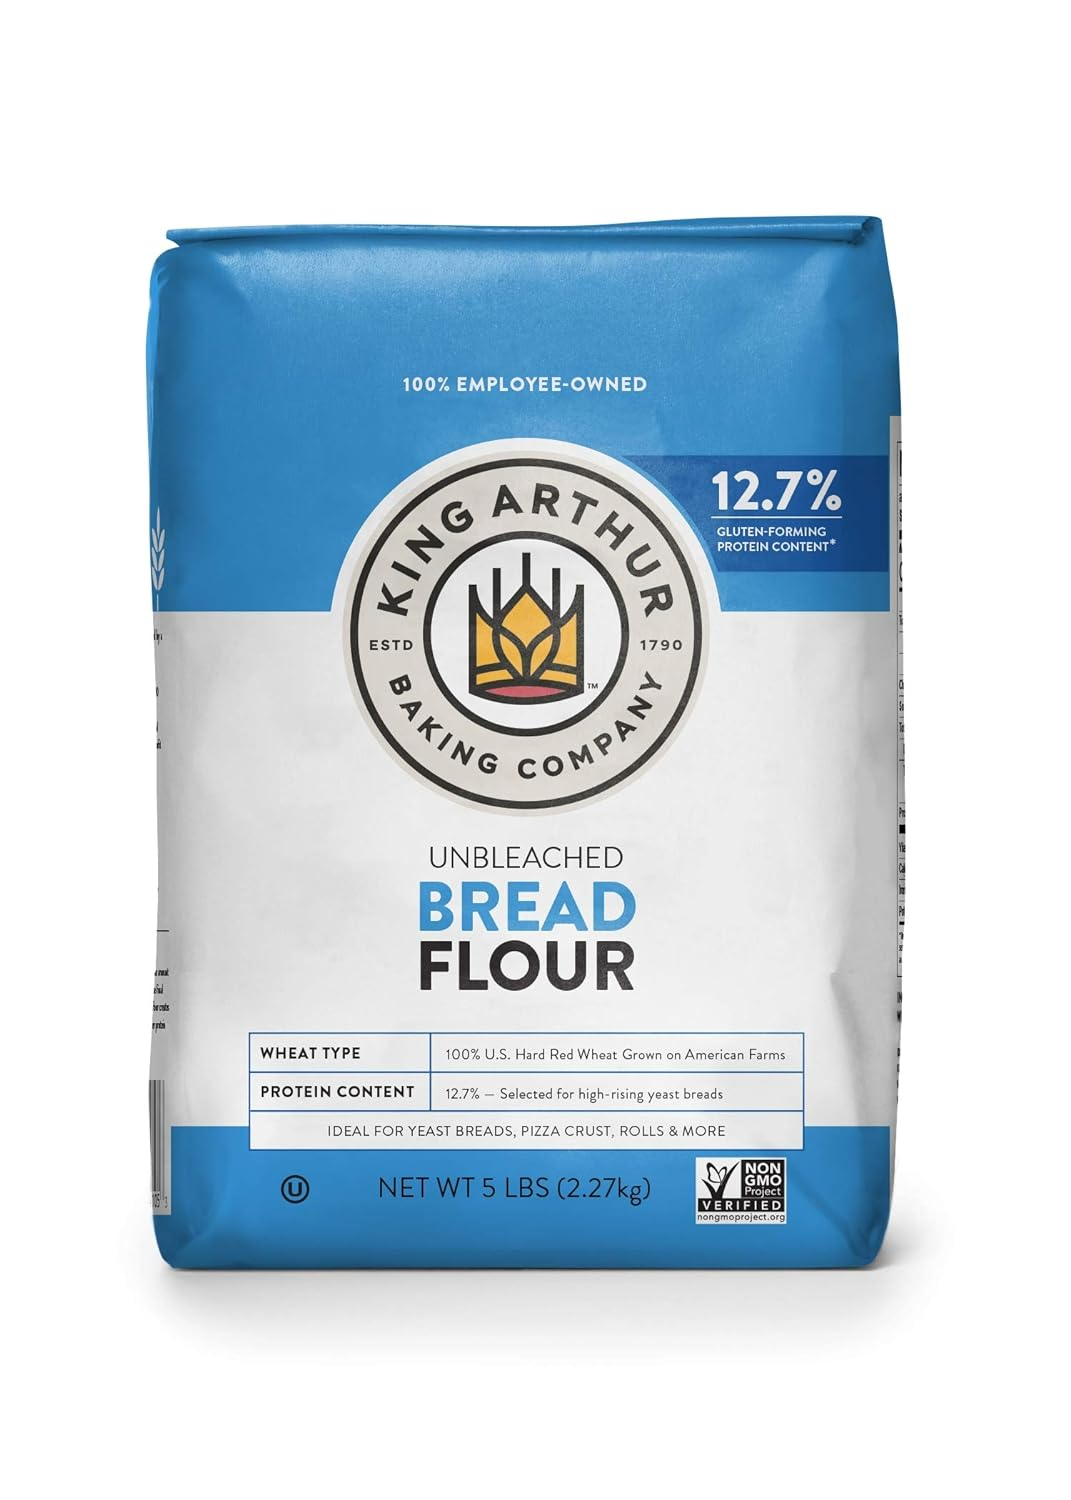 100% EMPLOYEE-OWNED
12.7%
GLUTEN-FORMING
PROTEIN CONTENT*
KING ARTHUR
ESTD 1790
BAKING COMPANY
TM
UNBLEACHED
BREAD
FLOUR
WHEAT TYPE 100% U.S. Hard Red Wheat Grown on American Farms
PROTEIN CONTENT 12.7% — Selected for high-rising yeast breads
IDEAL FOR YEAST BREADS, PIZZA CRUST, ROLLS & MORE
U
NET WT 5 LBS (2.27kg)
NON
GMO
Project
VERIFIED
nongmoproject.org